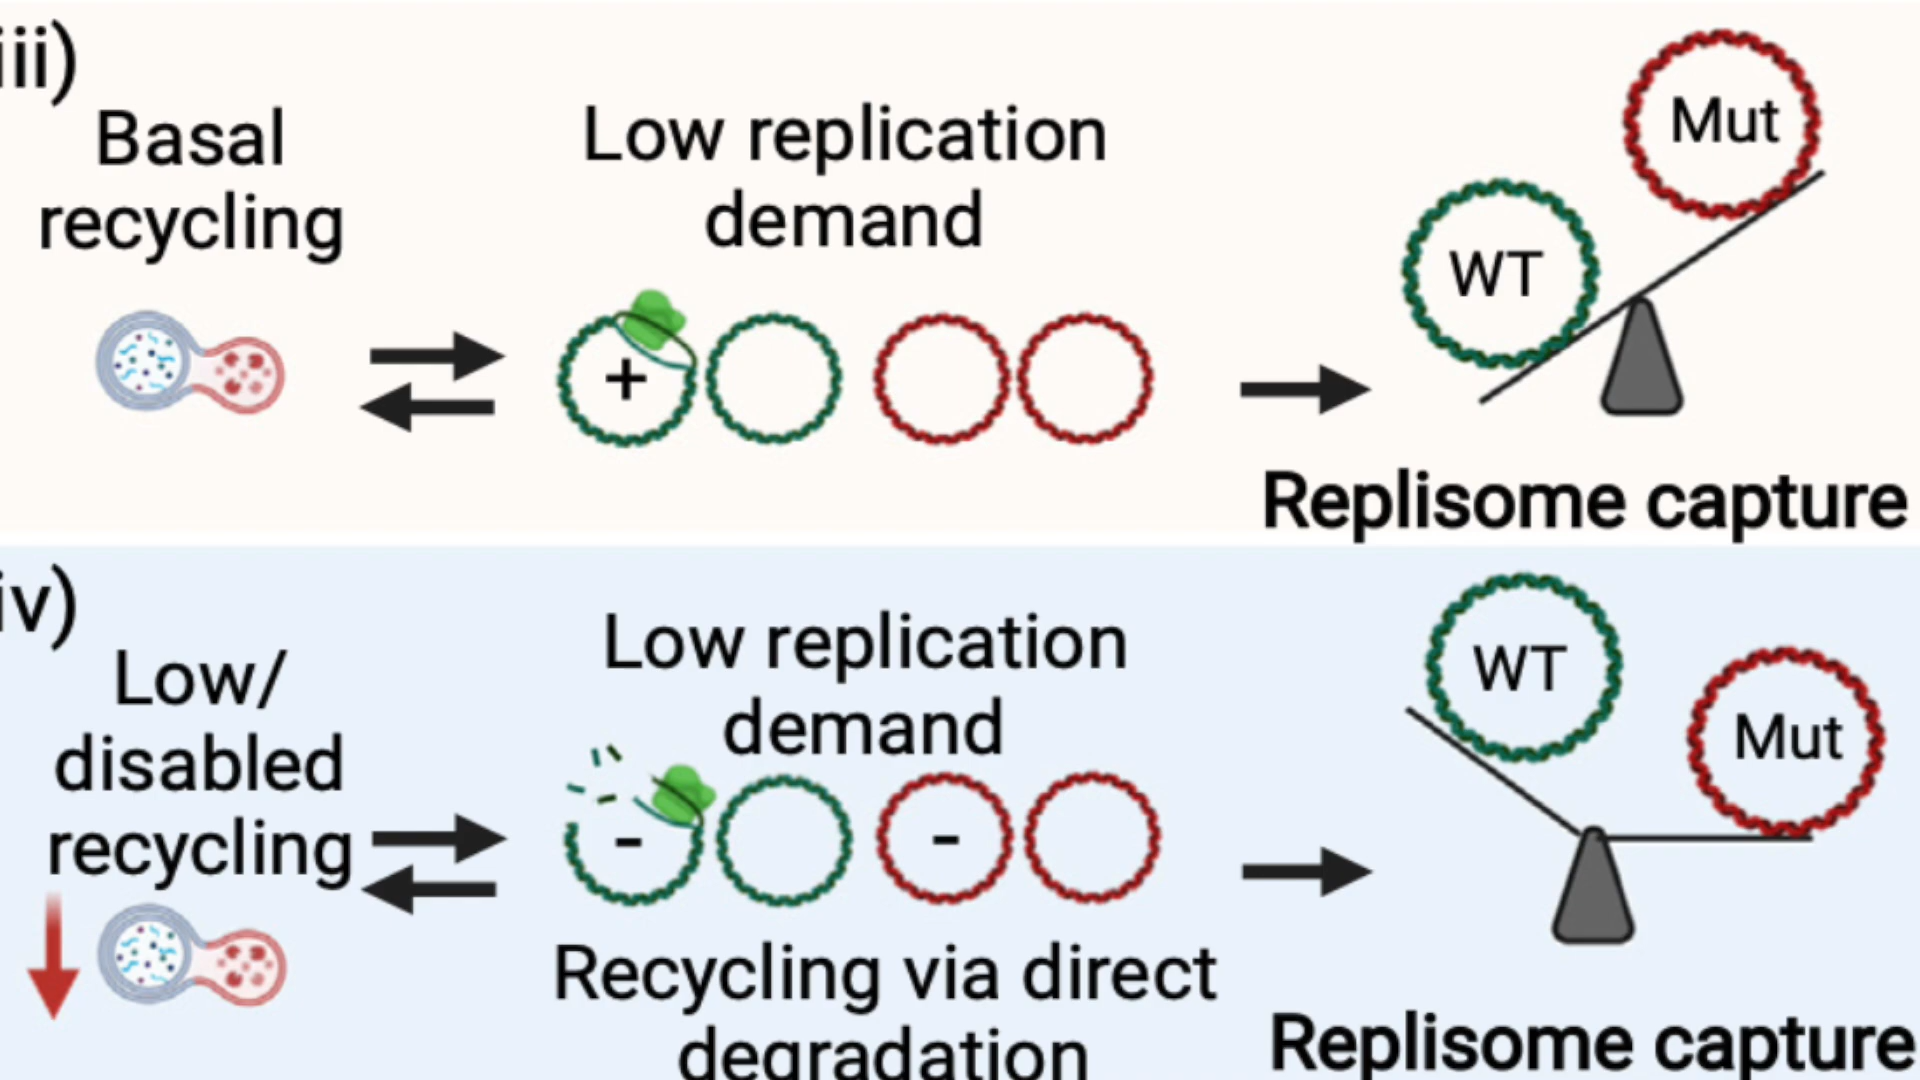 iii)
Basal
recycling
Low replication
demand
+
WT
Mut
Replisome capture
iv)
Low/
disabled
recycling
Low replication
demand
-
-
Recycling via direct
degradation
WT
Mut
Replisome capture